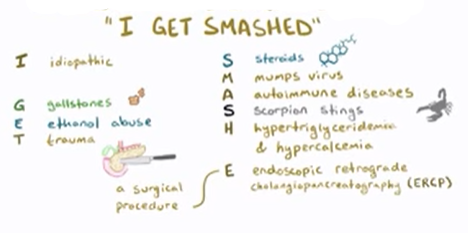 "I GET SMASHED"
I idiopathic
G gallstones
E ethanol abuse
T trauma
S steroids
M mumps virus
A autoimmune diseases
S scorpion stings
H hypertriglyceridemia
& hypercalcemia
E endoscopic retrograde
cholangiopancreatography (ERCP)
a surgical
procedure